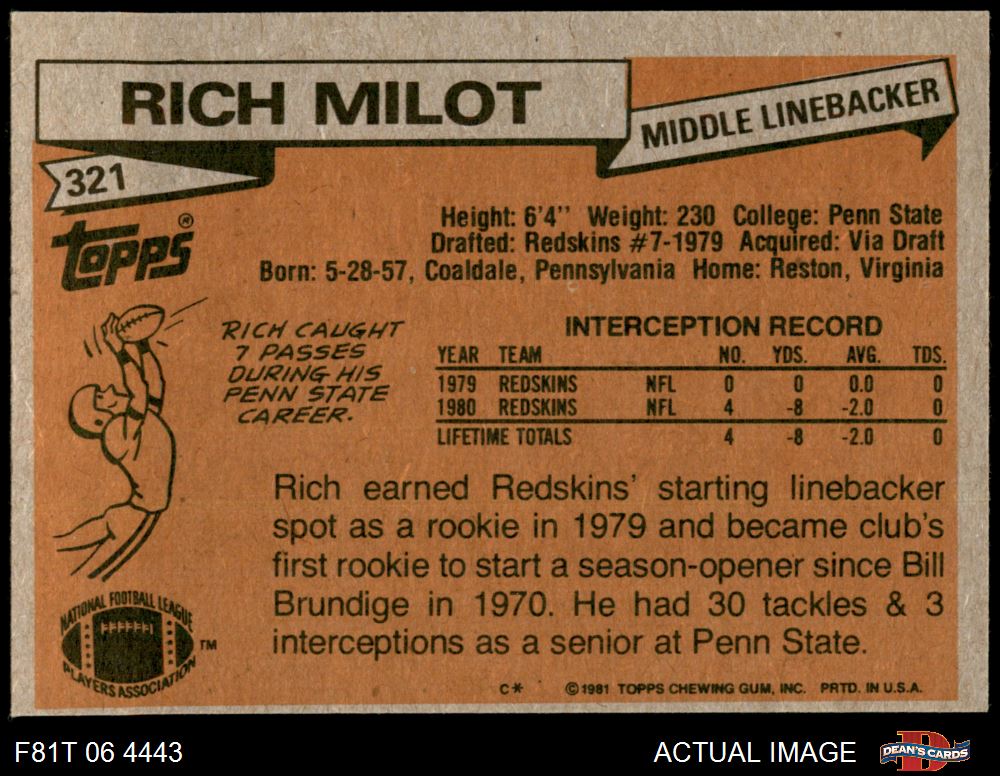 RICH MILOT
MIDDLE LINEBACKER
321
TOPPS®
Height: 6'4'' Weight: 230 College: Penn State
Drafted: Redskins #7-1979 Acquired: Via Draft
Born: 5-28-57, Coaldale, Pennsylvania Home: Reston, Virginia
RICH CAUGHT
7 PASSES
DURING HIS
PENN STATE
CAREER.
INTERCEPTION RECORD
YEAR TEAM NO. YDS. AVG. TDS.
1979 REDSKINS NFL 0 0 0.0 0
1980 REDSKINS NFL 4 -8 -2.0 0
LIFETIME TOTALS 4 -8 -2.0 0
Rich earned Redskins' starting linebacker
spot as a rookie in 1979 and became club's
first rookie to start a season-opener since Bill
Brundige in 1970. He had 30 tackles & 3
interceptions as a senior at Penn State.
NATIONAL FOOTBALL LEAGUE
PLAYERS ASSOCIATION
TM
C* ©1981 TOPPS CHEWING GUM, INC. PRTD. IN U.S.A.
F81T 06 4443
ACTUAL IMAGE
D
DEAN'S CARDS